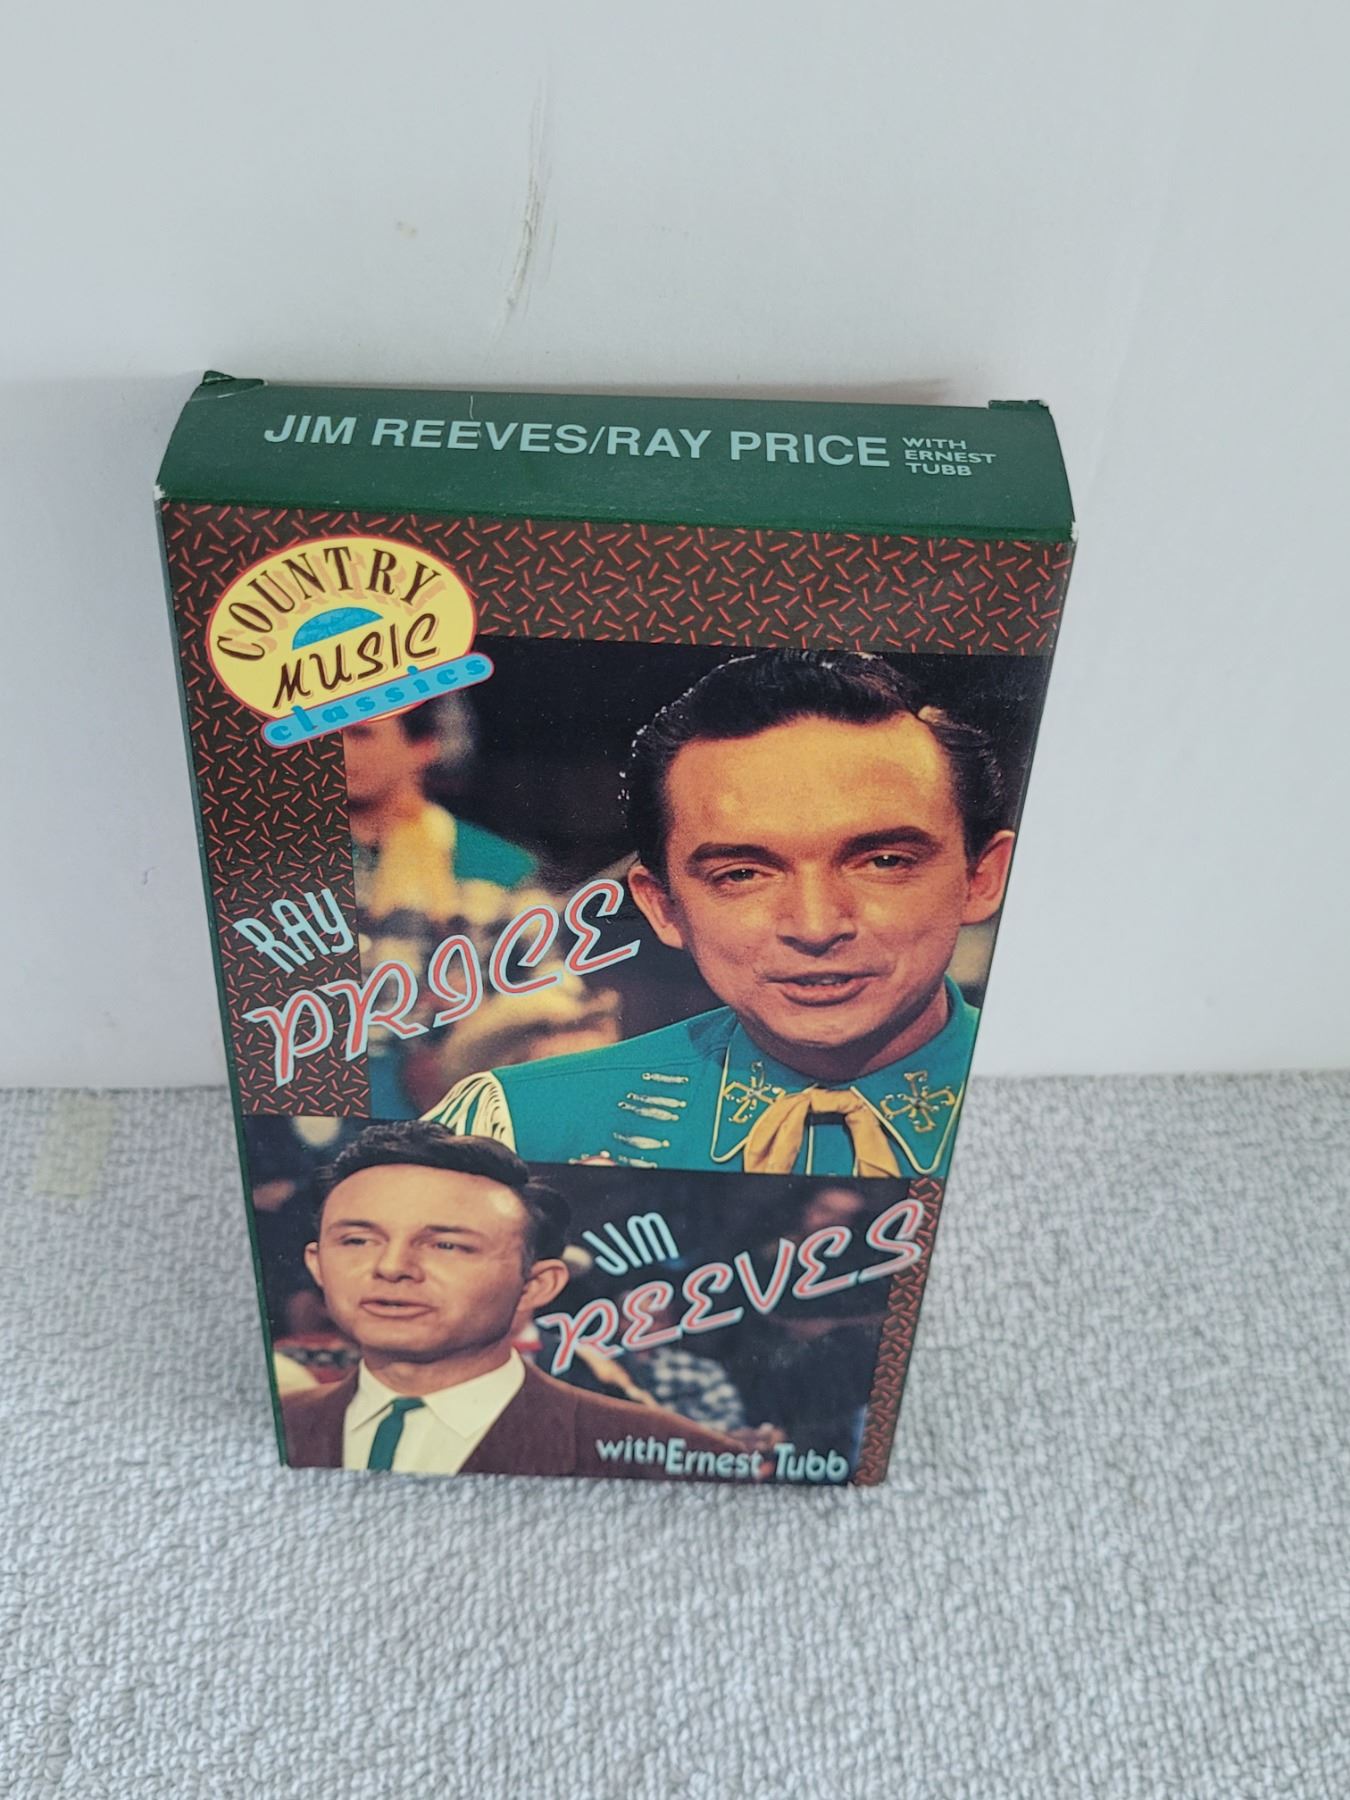 JIM REEVES/RAY PRICE WITH
ERNEST
TUBB
COUNTRY
MUSIC
classics
RAY
PRICE
JIM
REEVES
with Ernest Tubb